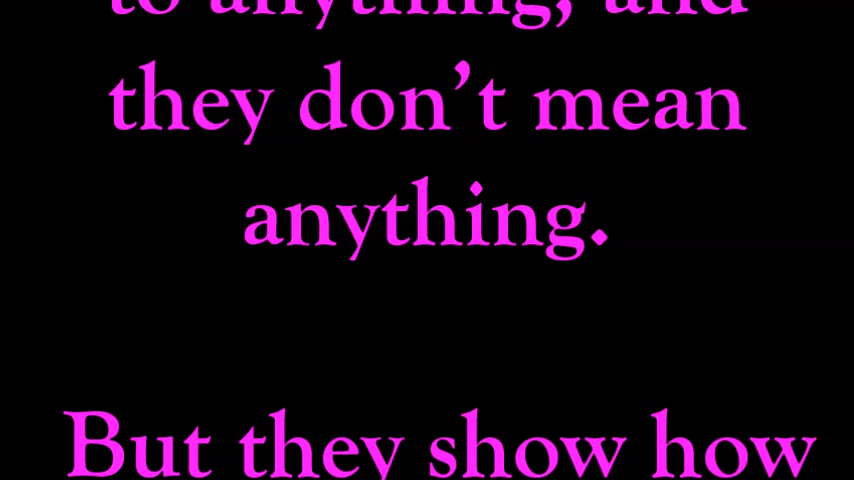 to anything, and
they don’t mean
anything.
But they show how